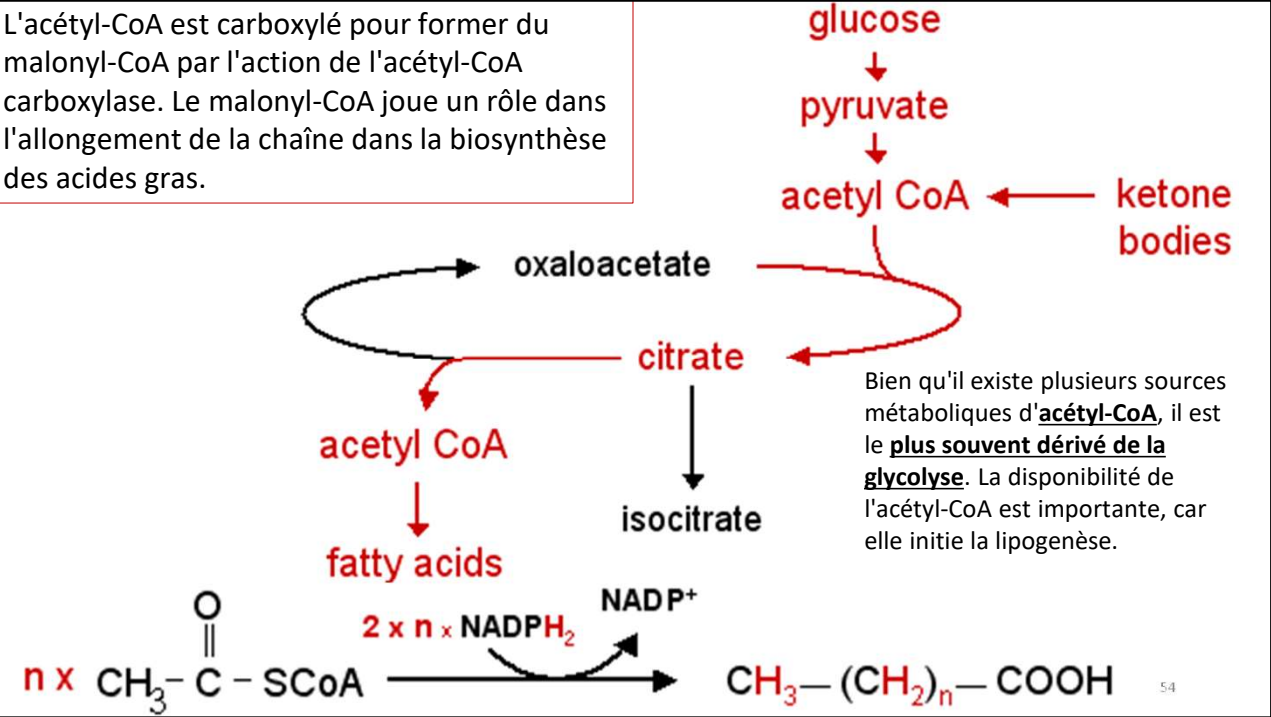 L'acétyl-CoA est carboxylé pour former du
malonyl-CoA par l'action de l'acétyl-CoA
carboxylase. Le malonyl-CoA joue un rôle dans
l'allongement de la chaîne dans la biosynthèse
des acides gras.
glucose
pyruvate
acetyl CoA
ketone
bodies
oxaloacetate
citrate
Bien qu'il existe plusieurs sources
métaboliques d'acétyl-CoA, il est
le plus souvent dérivé de la
glycolyse. La disponibilité de
l'acétyl-CoA est importante, car
elle initie la lipogenèse.
acetyl CoA
isocitrate
fatty acids
2 x n x NADPH₂
NADP⁺
O
||
n x CH₃– C – SCoA
CH₃— (CH₂)ₙ— COOH
54